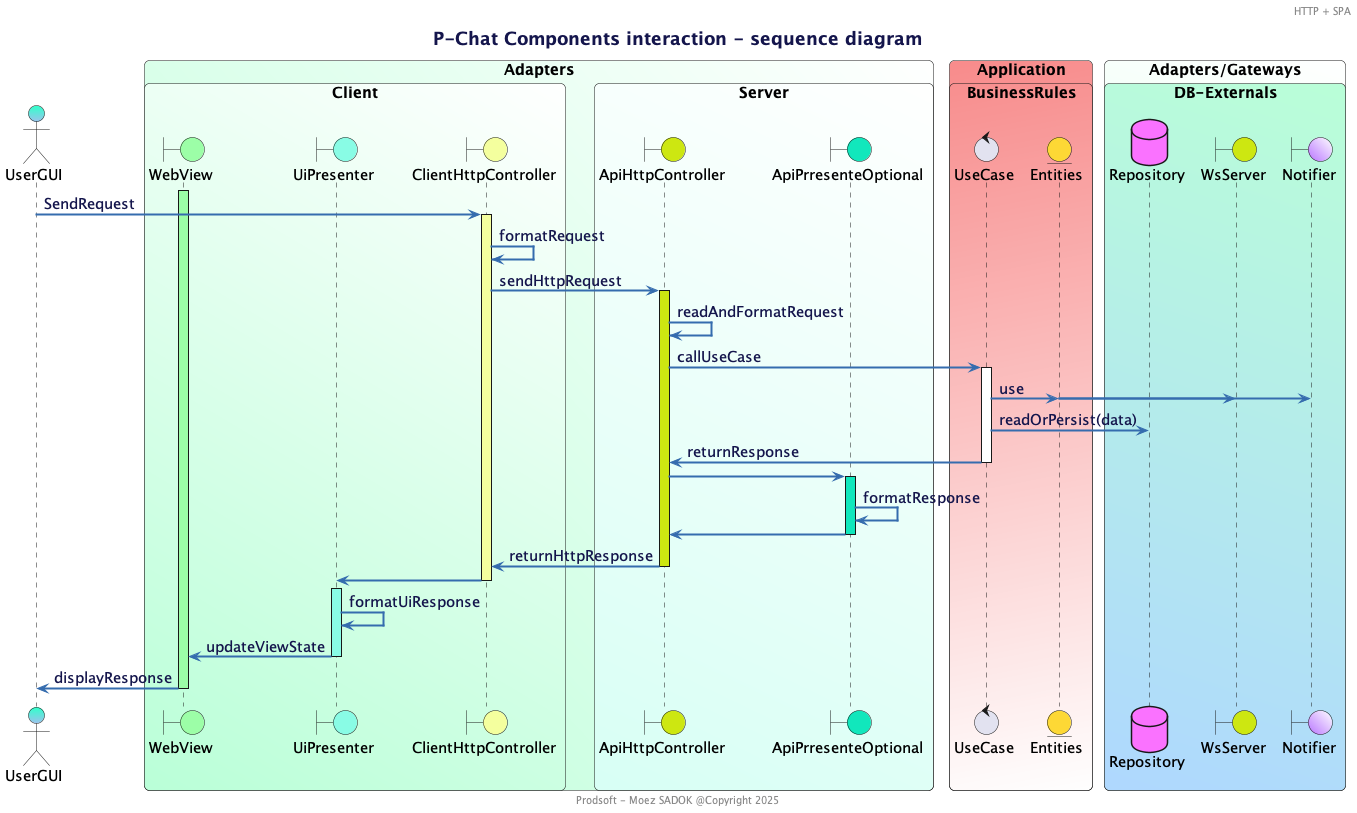 HTTP + SPA
P-Chat Components interaction - sequence diagram
Adapters
Application
Adapters/Gateways
Client
Server
BusinessRules
DB-Externals
UserGUI
WebView
UiPresenter
ClientHttpController
ApiHttpController
ApiPrresenteOptional
UseCase
Entities
Repository
WsServer
Notifier
SendRequest
formatRequest
sendHttpRequest
readAndFormatRequest
callUseCase
use
readOrPersist(data)
returnResponse
formatResponse
returnHttpResponse
formatUiResponse
updateViewState
displayResponse
UserGUI
WebView
UiPresenter
ClientHttpController
ApiHttpController
ApiPrresenteOptional
UseCase
Entities
Repository
WsServer
Notifier
Prodsoft - Moez SADOK @Copyright 2025